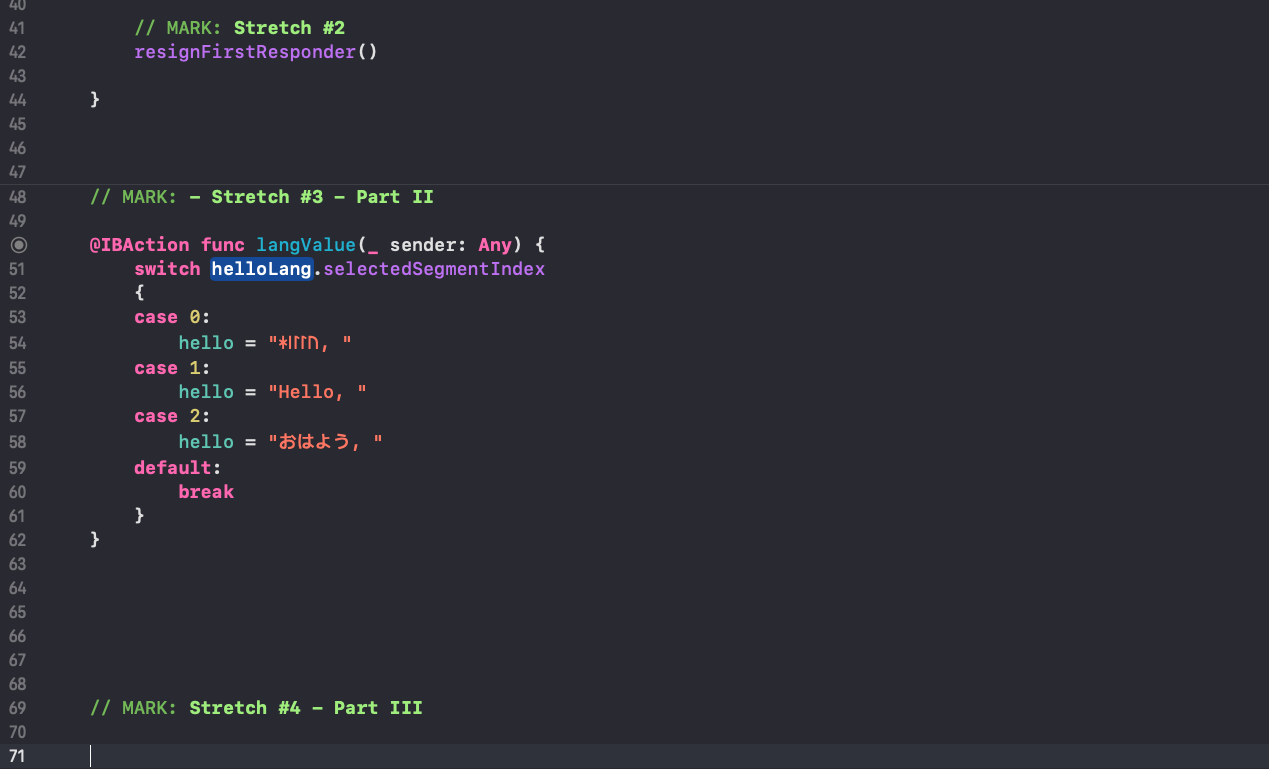 40
41 // MARK: Stretch #2
42 resignFirstResponder()
43
44 }
45
46
47
48 // MARK: - Stretch #3 - Part II
49
@IBAction func langValue(_ sender: Any) {
51 switch helloLang.selectedSegmentIndex
52 {
53 case 0:
54 hello = "ᚼᛁᛚᛚᚢ, "
55 case 1:
56 hello = "Hello, "
57 case 2:
58 hello = "おはよう, "
59 default:
60 break
61 }
62 }
63
64
65
66
67
68
69 // MARK: Stretch #4 - Part III
70
71